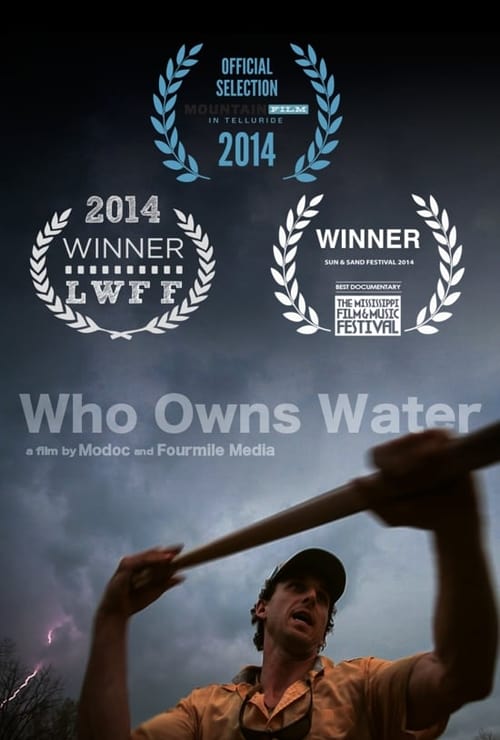 OFFICIAL
SELECTION
MOUNTAINFILM
IN TELLURIDE
2014
2014
WINNER
LWFF
WINNER
SUN & SAND FESTIVAL 2014
BEST DOCUMENTARY
THE MISSISSIPPI
FILM & MUSIC
FESTIVAL
Who Owns Water
a film by Modoc and Fourmile Media